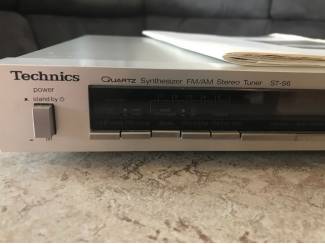 Technics
QUARTZ Synthesizer FM/AM Stereo Tuner ST-S6
power
stand by